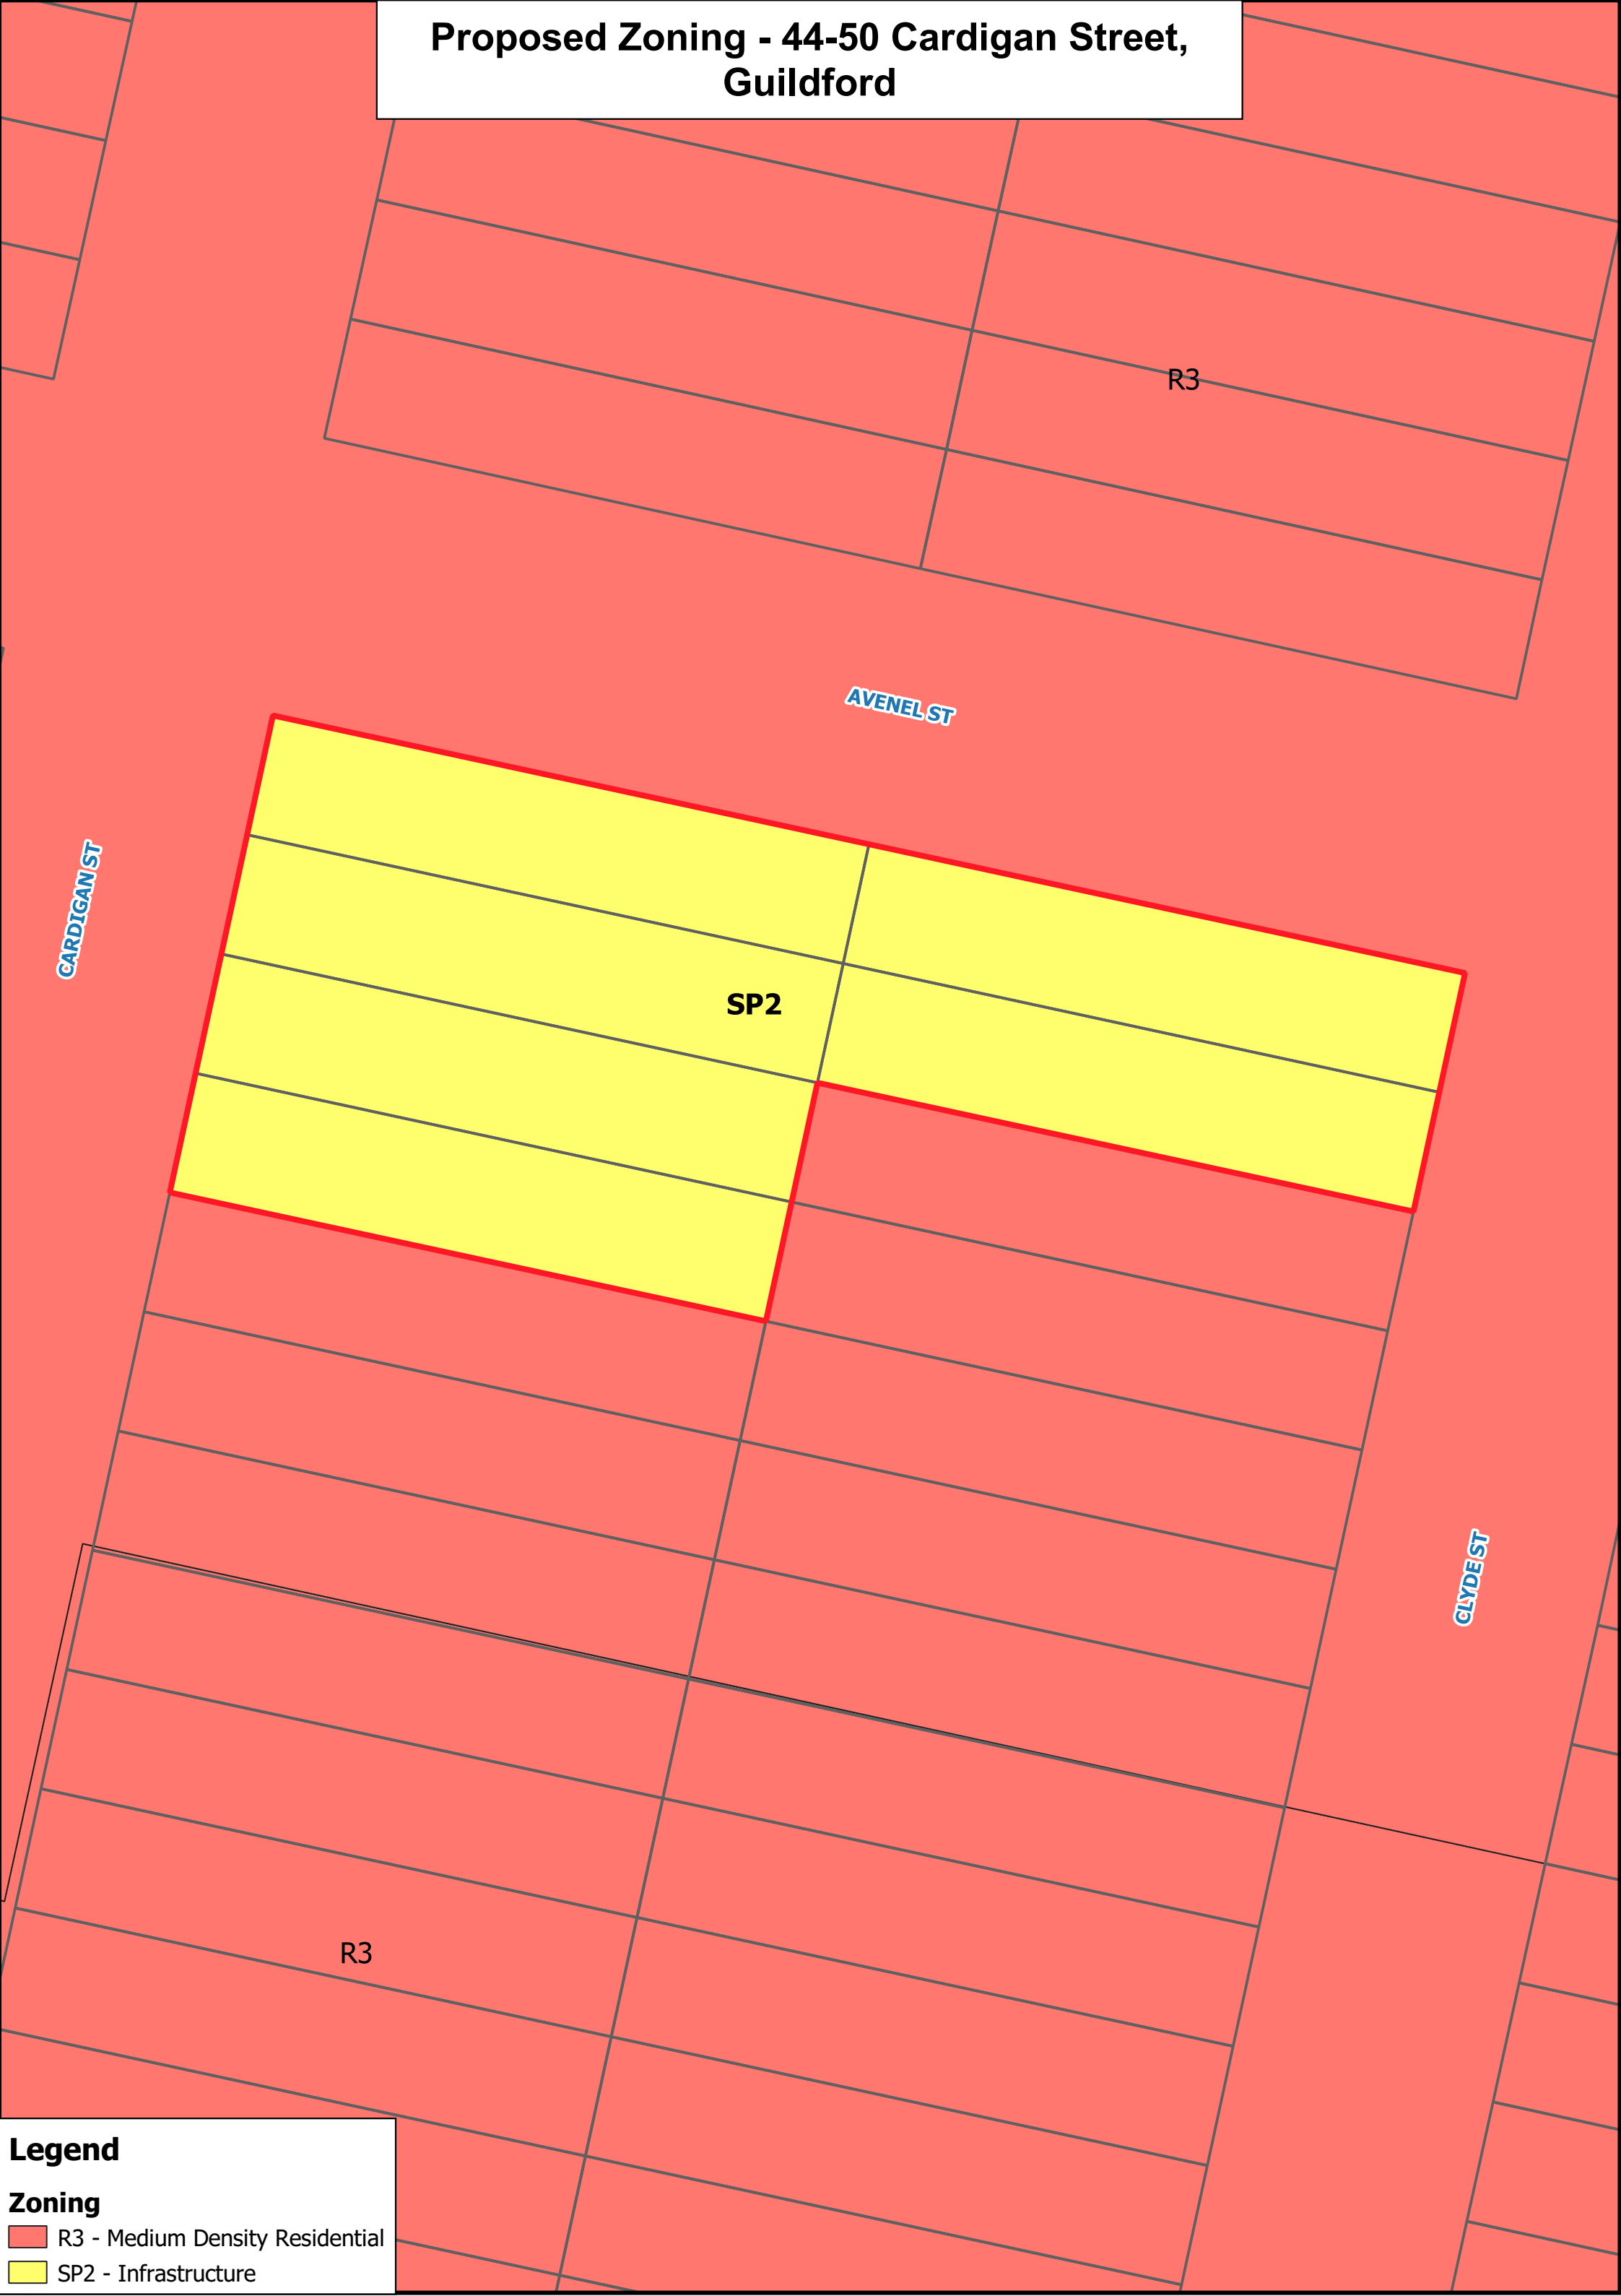 Proposed Zoning - 44-50 Cardigan Street,
Guildford
R3
AVENEL ST
CARDIGAN ST
SP2
CLYDE ST
R3
Legend
Zoning
R3 - Medium Density Residential
SP2 - Infrastructure